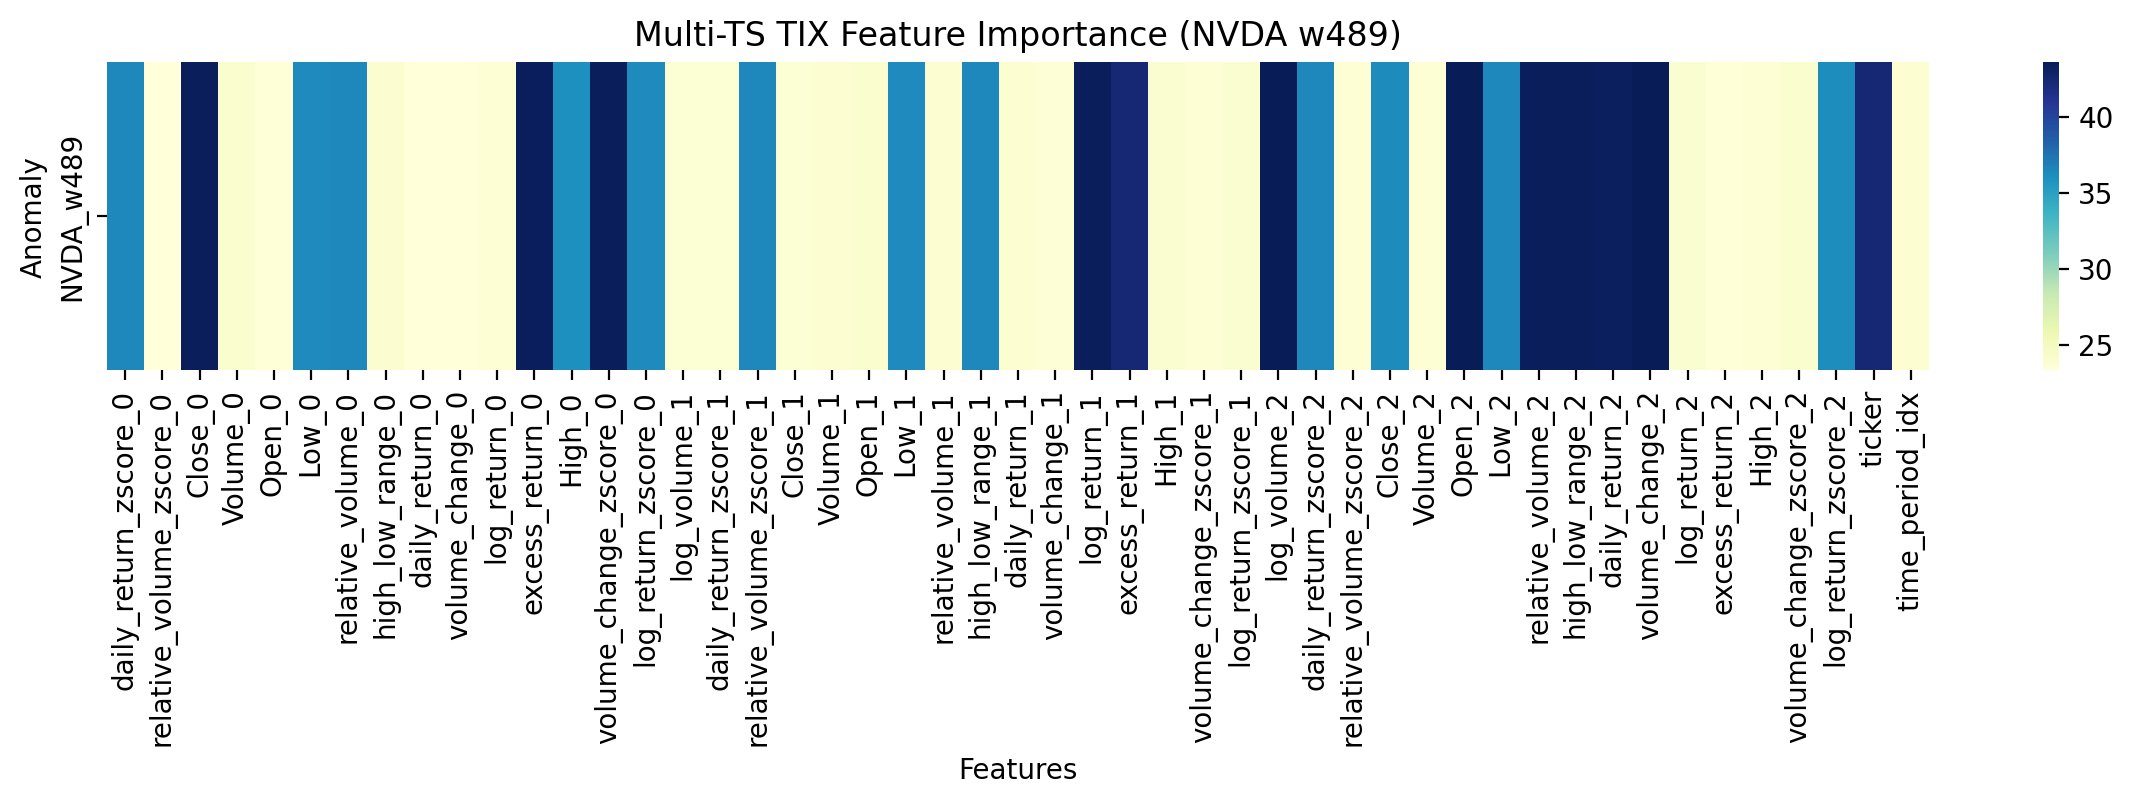 Multi-TS TIX Feature Importance (NVDA w489)
Anomaly
NVDA_w489
40
35
30
25
daily_return_zscore_0
relative_volume_zscore_0
Close_0
Volume_0
Open_0
Low_0
relative_volume_0
high_low_range_0
daily_return_0
volume_change_0
log_return_0
excess_return_0
High_0
volume_change_zscore_0
log_return_zscore_0
log_volume_1
daily_return_zscore_1
relative_volume_zscore_1
Close_1
Volume_1
Open_1
Low_1
relative_volume_1
high_low_range_1
daily_return_1
volume_change_1
log_return_1
excess_return_1
High_1
volume_change_zscore_1
log_return_zscore_1
log_volume_2
daily_return_zscore_2
relative_volume_zscore_2
Close_2
Volume_2
Open_2
Low_2
relative_volume_2
high_low_range_2
daily_return_2
volume_change_2
log_return_2
excess_return_2
High_2
volume_change_zscore_2
log_return_zscore_2
ticker
time_period_idx
Features